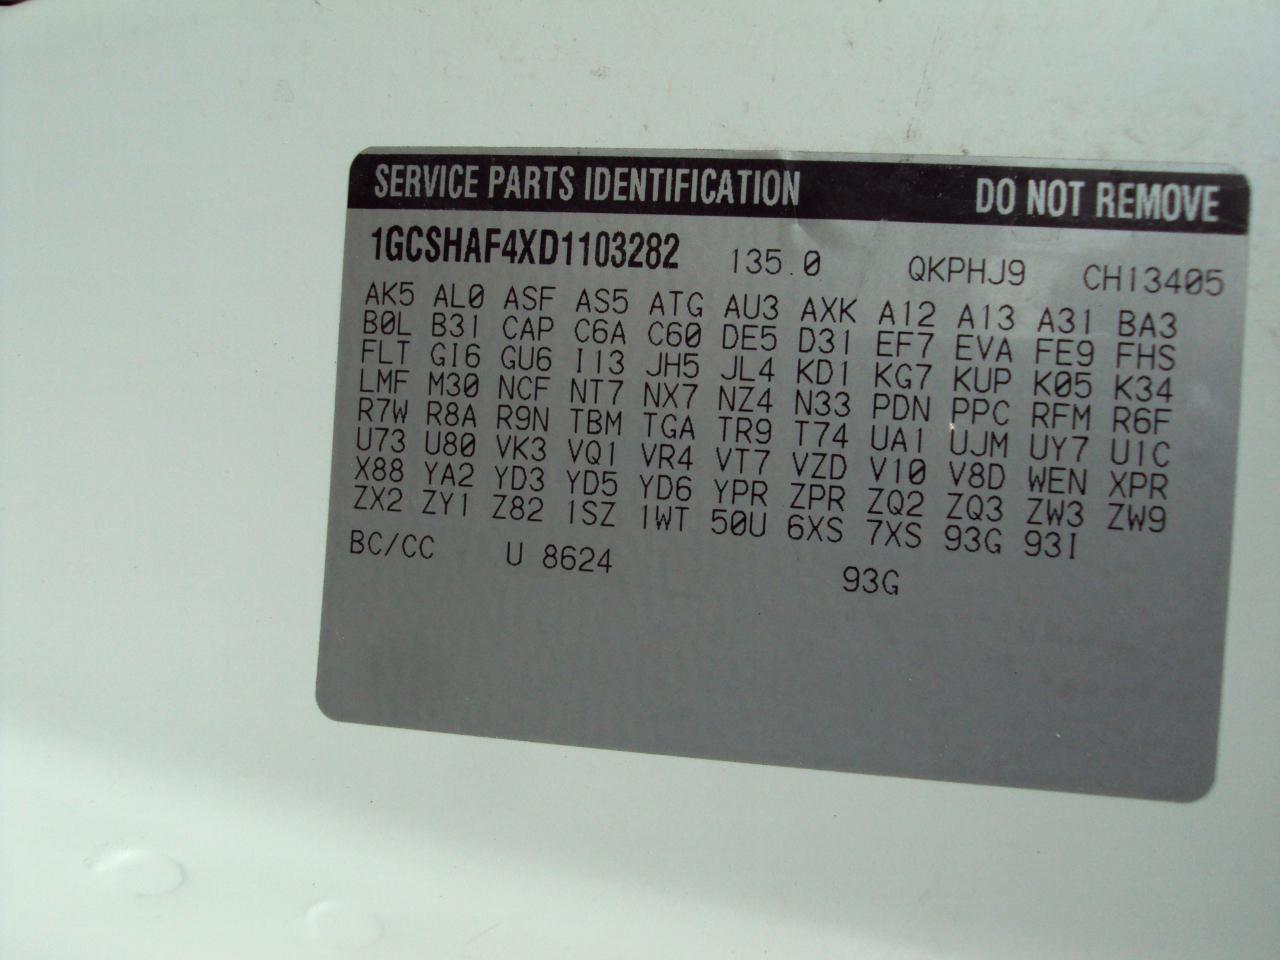 SERVICE PARTS IDENTIFICATION DO NOT REMOVE
1GCSHAF4XD1103282 135.0 QKPHJ9 CH13405
AK5 AL0 ASF AS5 ATG AU3 AXK A12 A13 A31 BA3
B0L B31 CAP C6A C60 DE5 D31 EF7 EVA FE9 FHS
FLT GI6 GU6 I13 JH5 JL4 KD1 KG7 KUP K05 K34
LMF M30 NCF NT7 NX7 NZ4 N33 PDN PPC RFM R6F
R7W R8A R9N TBM TGA TR9 T74 UA1 UJM UY7 U1C
U73 U80 VK3 VQ1 VR4 VT7 VZD V10 V8D WEN XPR
X88 YA2 YD3 YD5 YD6 YPR ZPR ZQ2 ZQ3 ZW3 ZW9
ZX2 ZY1 Z82 1SZ 1WT 50U 6XS 7XS 93G 93I
BC/CC U 8624 93G